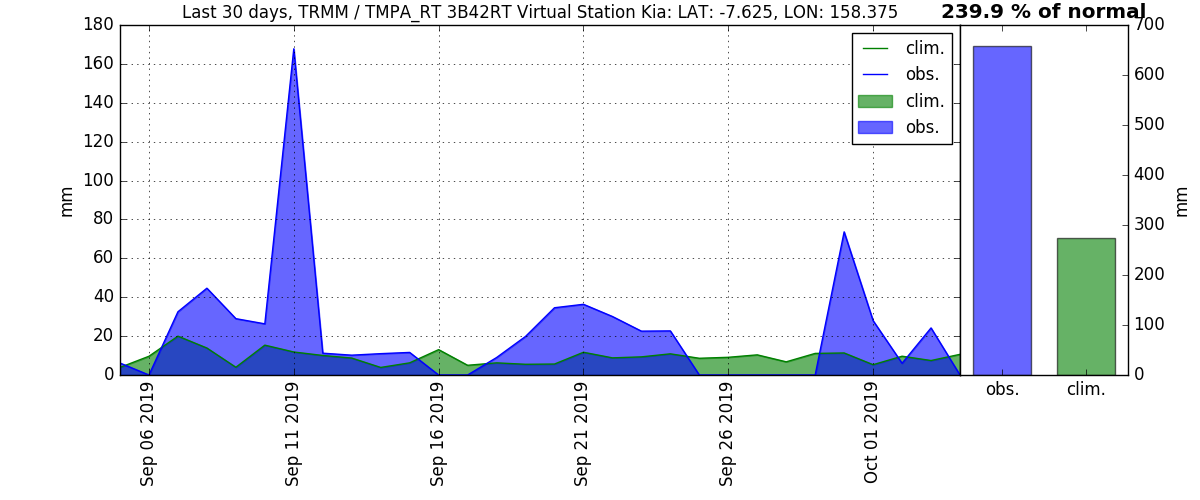 Last 30 days, TRMM / TMPA_RT 3B42RT Virtual Station Kia: LAT: -7.625, LON: 158.375
239.9 % of normal
180
160
140
120
100
80
60
40
20
0
mm
clim.
obs.
clim.
obs.
Sep 06 2019
Sep 11 2019
Sep 16 2019
Sep 21 2019
Sep 26 2019
Oct 01 2019
700
600
500
400
300
200
100
0
mm
obs.
clim.